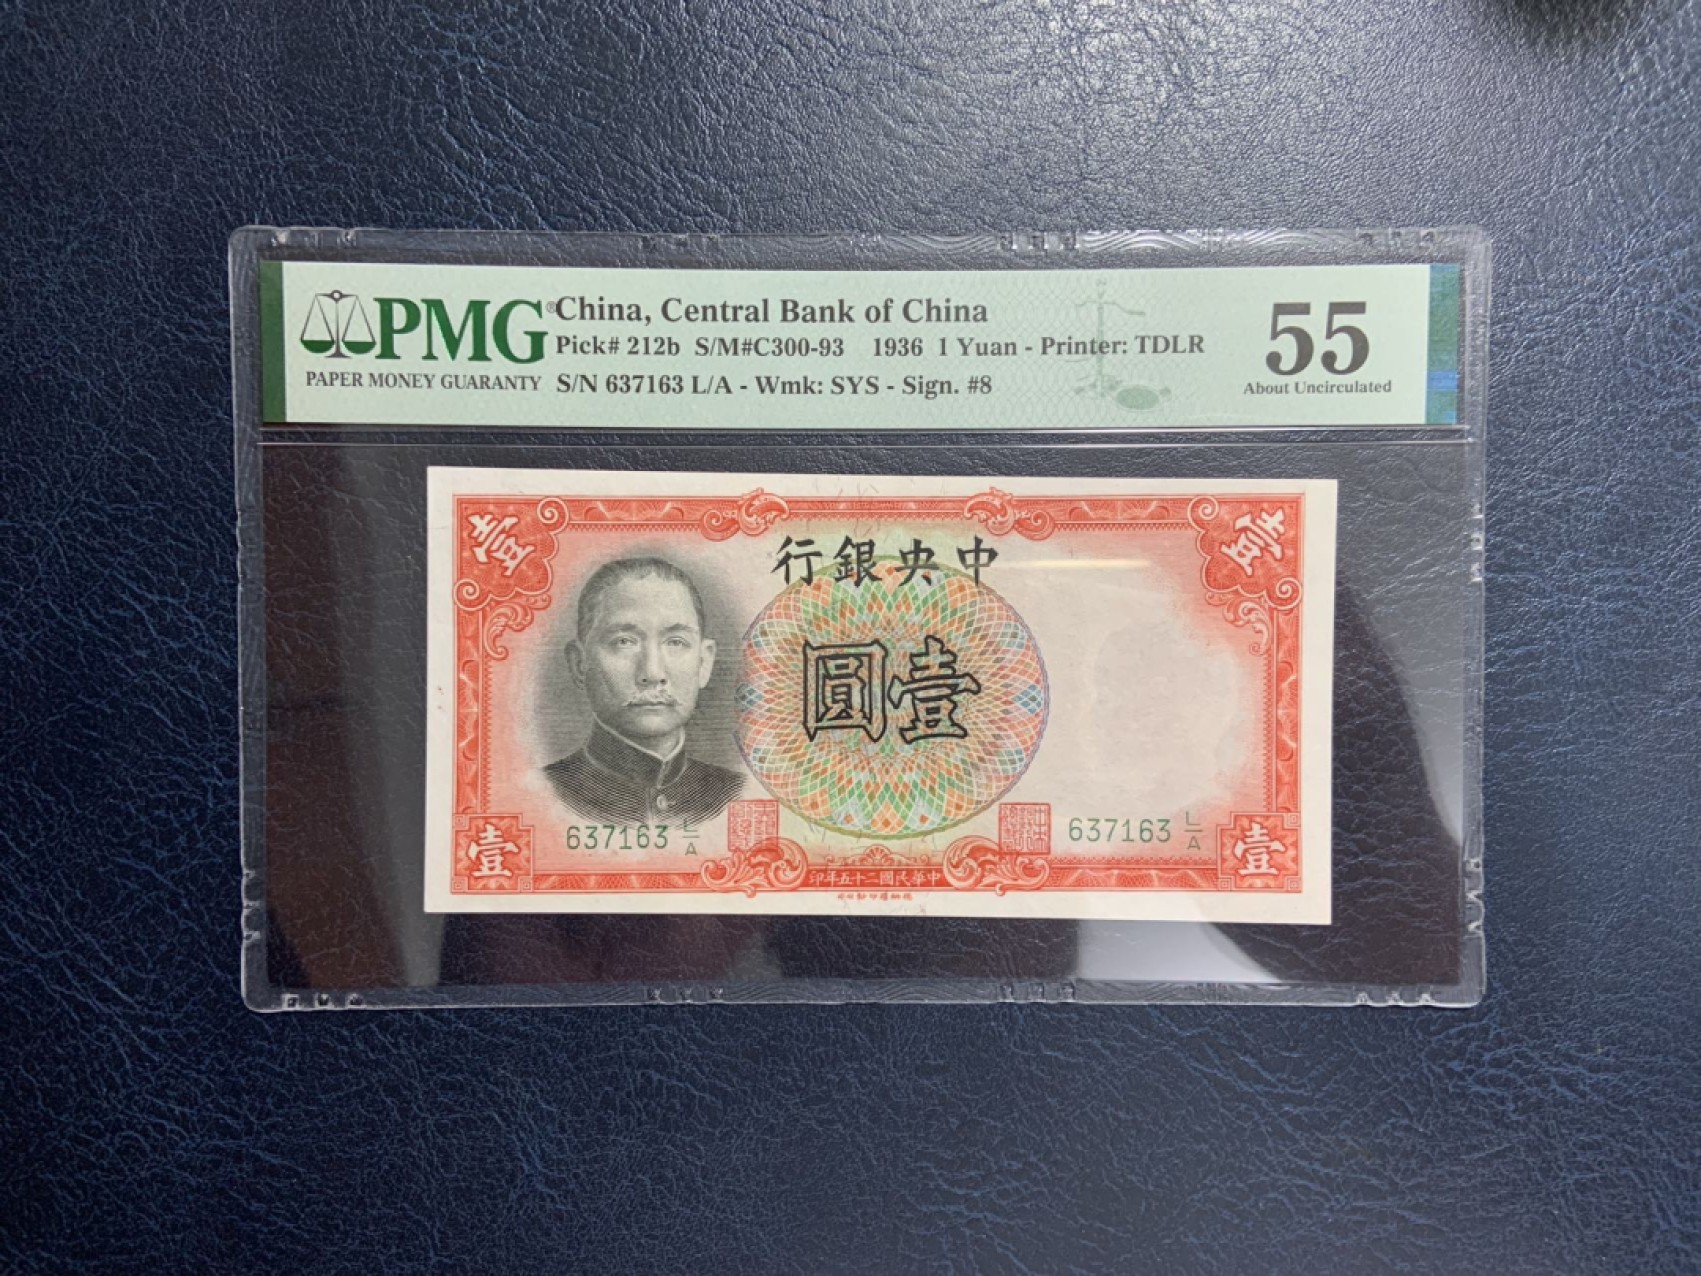 PMG®
PAPER MONEY GUARANTY
China, Central Bank of China
Pick# 212b S/M#C300-93 1936 1 Yuan - Printer: TDLR
S/N 637163 L/A - Wmk: SYS - Sign. #8
55
About Uncirculated
壹
壹
行銀央中
圓壹
637163 L/A
637163 L/A
壹
壹
印年五十二國民華中